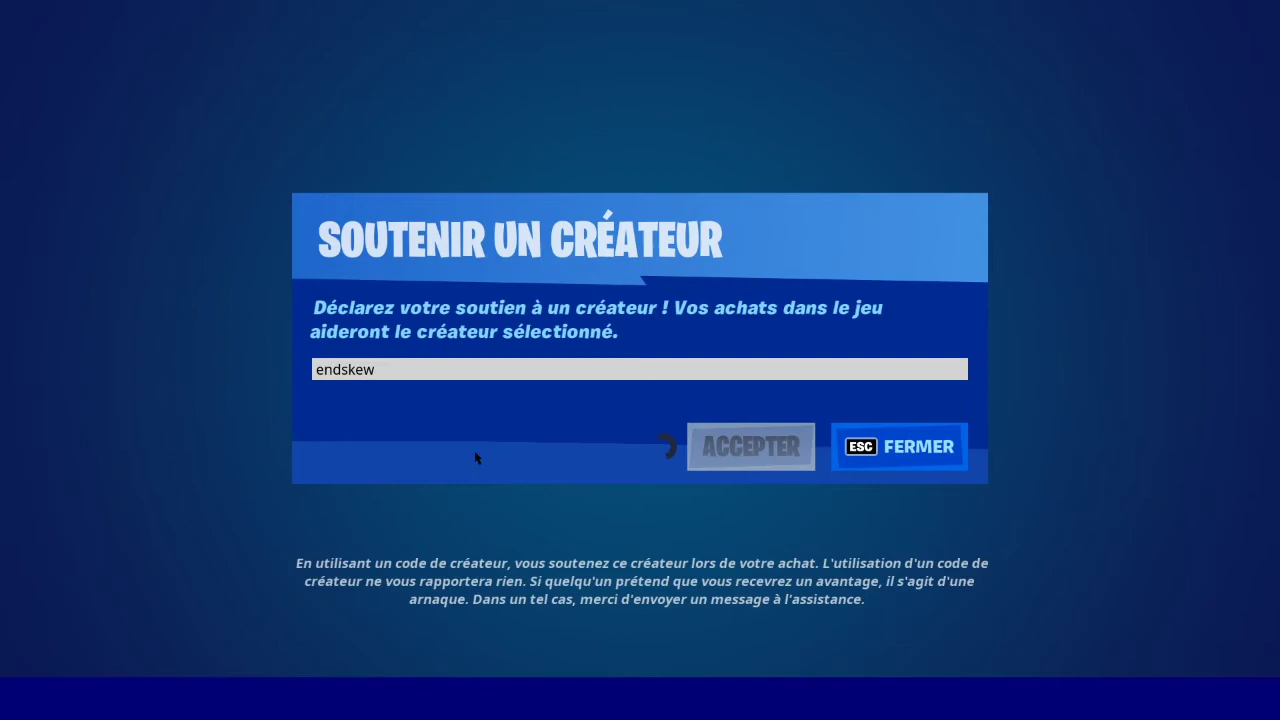 SOUTENIR UN CRÉATEUR
Déclarez votre soutien à un créateur ! Vos achats dans le jeu
aideront le créateur sélectionné.
endskew
ACCEPTER
ESC FERMER
En utilisant un code de créateur, vous soutenez ce créateur lors de votre achat. L'utilisation d'un code de
créateur ne vous rapportera rien. Si quelqu'un prétend que vous recevrez un avantage, il s'agit d'une
arnaque. Dans un tel cas, merci d'envoyer un message à l'assistance.